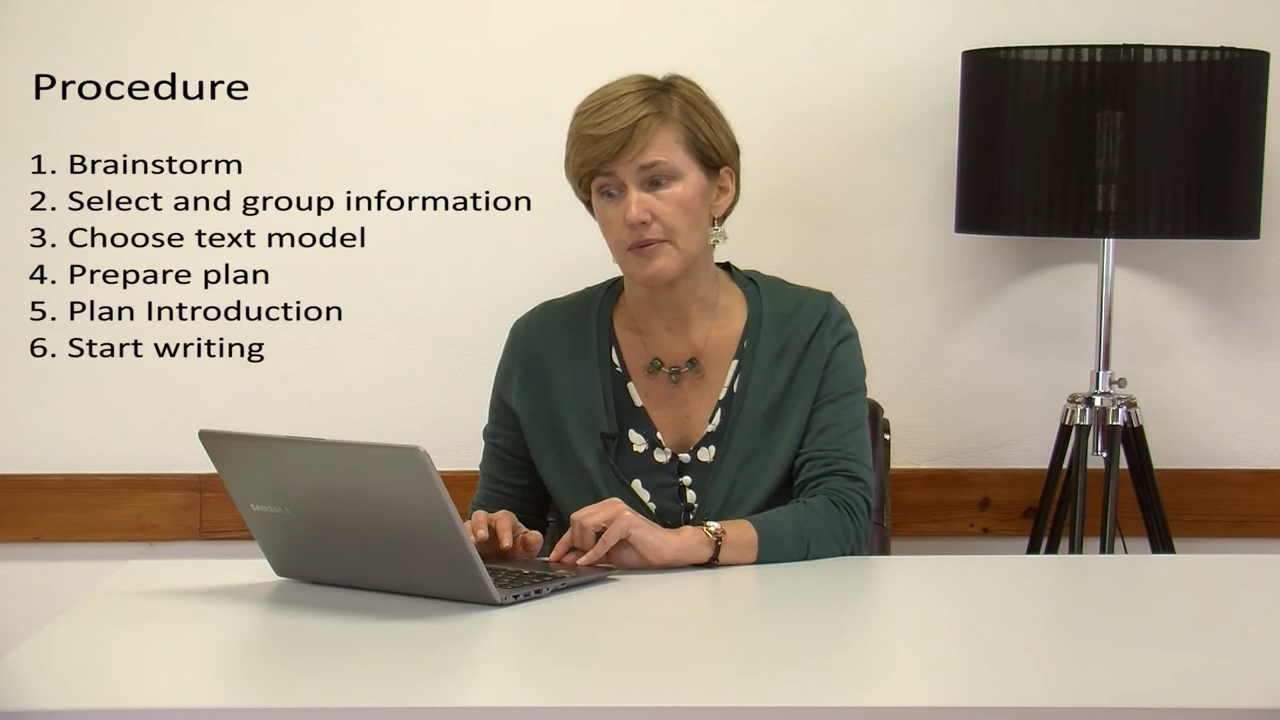 Procedure
1. Brainstorm
2. Select and group information
3. Choose text model
4. Prepare plan
5. Plan Introduction
6. Start writing
SAMSUNG